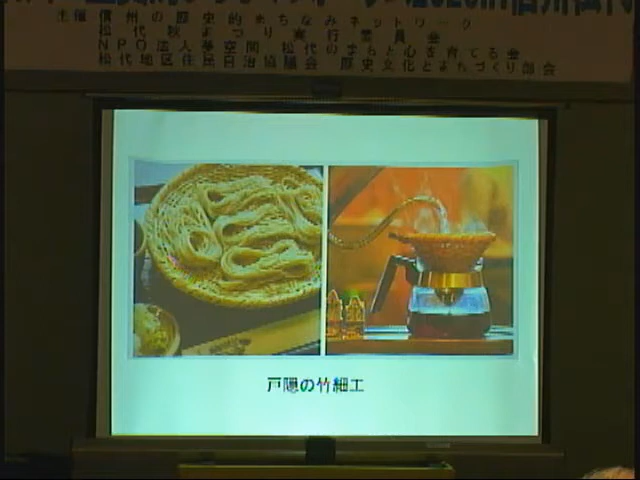 主催 信州の歴史的まちなみネットワーク
松代秋まつり実行委員会
NPO法人夢空間 松代のまちと心を育てる会
松代地区住民自治協議会 歴史文化とまちづくり部会
戸隠の竹細工